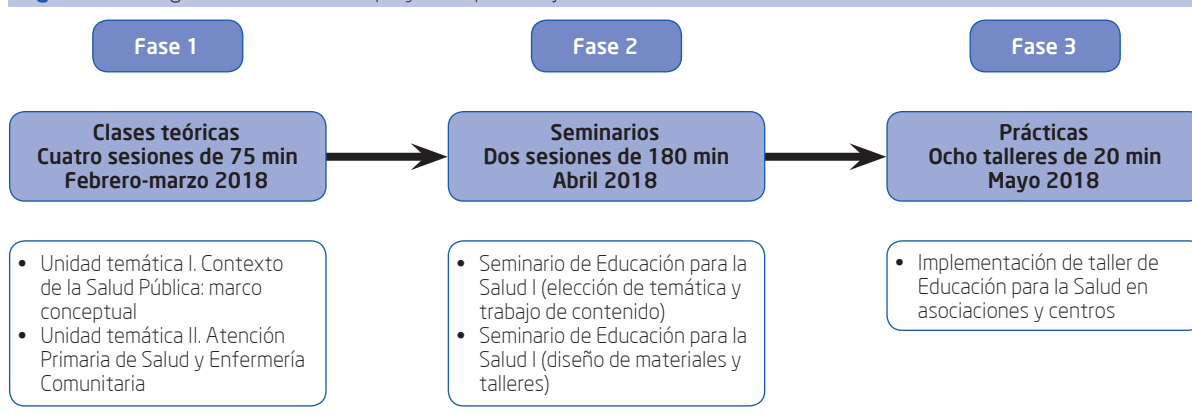 Fase 1
Fase 2
Fase 3
Clases teóricas
Cuatro sesiones de 75 min
Febrero-marzo 2018
Seminarios
Dos sesiones de 180 min
Abril 2018
Prácticas
Ocho talleres de 20 min
Mayo 2018
• Unidad temática I. Contexto
de la Salud Pública: marco
conceptual
• Unidad temática II. Atención
Primaria de Salud y Enfermería
Comunitaria
• Seminario de Educación para la
Salud I (elección de temática y
trabajo de contenido)
• Seminario de Educación para la
Salud I (diseño de materiales y
talleres)
• Implementación de taller de
Educación para la Salud en
asociaciones y centros